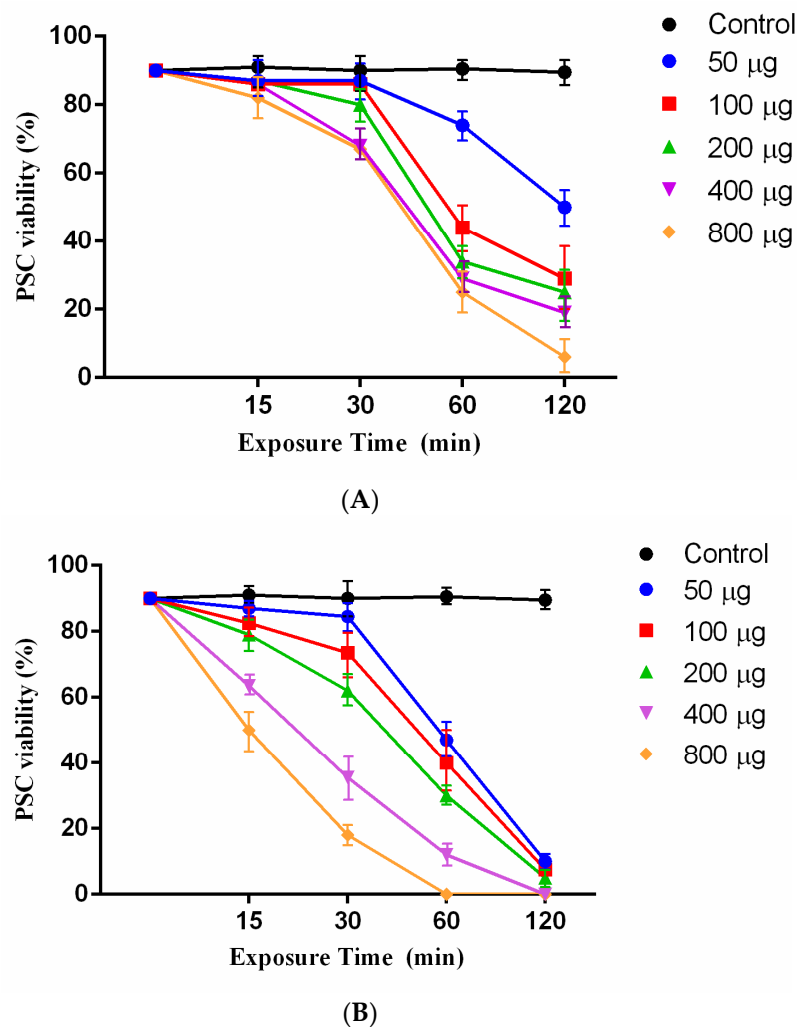 100
80
60
40
20
0
PSC viability (%)
15 30 60 120
Exposure Time (min)
Control
50 μg
100 μg
200 μg
400 μg
800 μg
(A)
100
80
60
40
20
0
PSC viability (%)
15 30 60 120
Exposure Time (min)
Control
50 μg
100 μg
200 μg
400 μg
800 μg
(B)